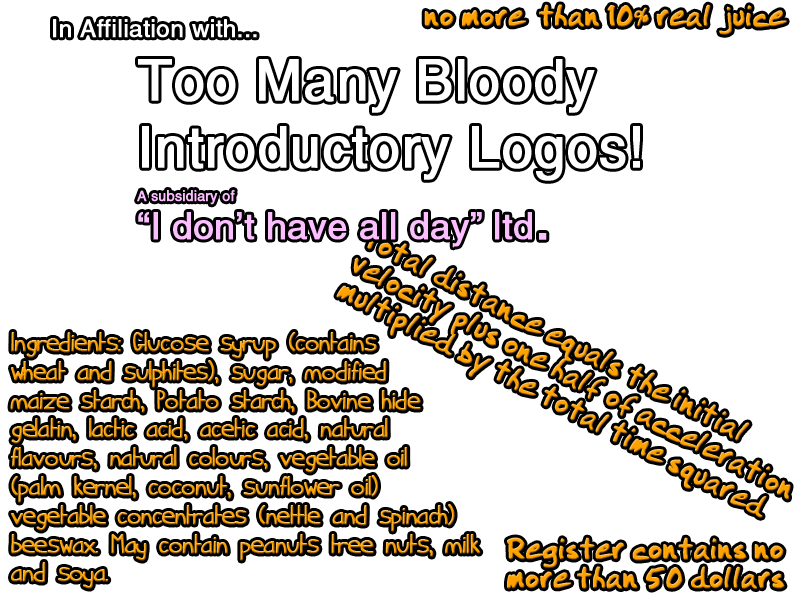 In Affiliation with...
no more than 10% real juice
Too Many Bloody
Introductory Logos!
A subsidiary of
“I don’t have all day” ltd.
Total distance equals the initial
velocity plus one half of acceleration
multiplied by the total time squared
Ingredients: Glucose syrup (contains
wheat and sulphites), sugar, modified
maize starch, Potato starch, Bovine hide
gelatin, lactic acid, acetic acid, natural
flavours, natural colours, vegetable oil
(palm kernel, coconut, sunflower oil)
vegetable concentrates (nettle and spinach)
beeswax. May contain peanuts tree nuts, milk
and soya.
Register contains no
more than 50 dollars